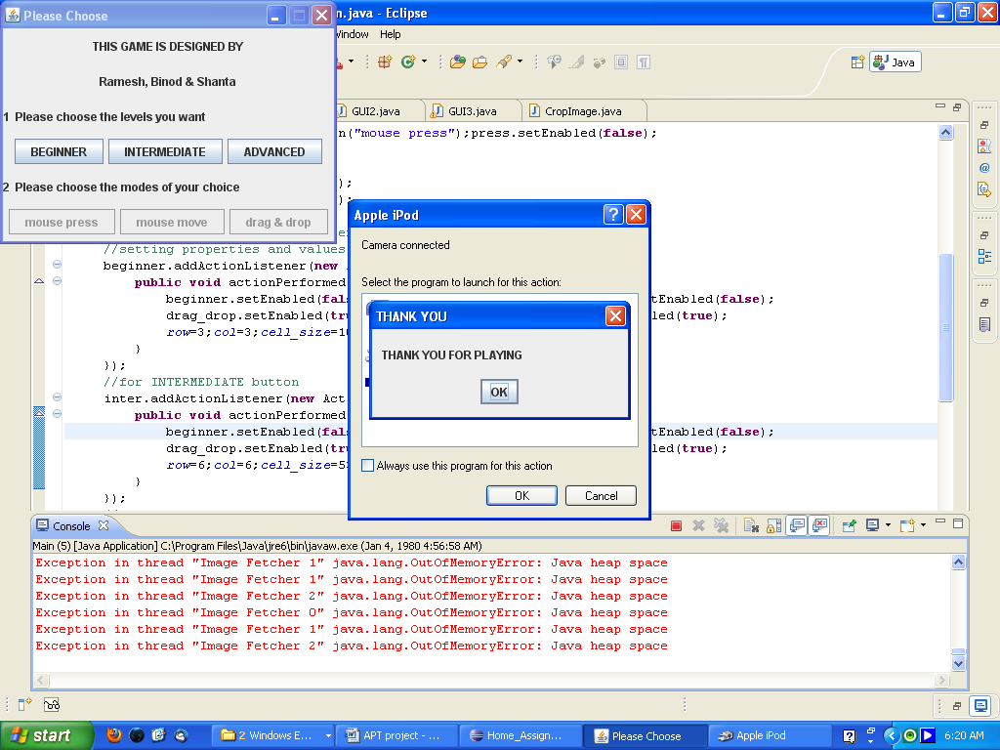 Please Choose
THIS GAME IS DESIGNED BY
Ramesh, Binod & Shanta
1 Please choose the levels you want
BEGINNER INTERMEDIATE ADVANCED
2 Please choose the modes of your choice
mouse press mouse move drag & drop
n.java - Eclipse
Window Help
Java
GUI2.java GUI3.java CropImage.java
n("mouse press");press.setEnabled(false);
);
);
//setting properties and values
beginner.addActionListener(new
public void actionPerformed
beginner.setEnabled(fal tEnabled(false);
drag_drop.setEnabled(tru led(true);
row=3;col=3;cell_size=10
}
});
//for INTERMEDIATE button
inter.addActionListener(new Act
public void actionPerformed
beginner.setEnabled(fal tEnabled(false);
drag_drop.setEnabled(tru led(true);
row=6;col=6;cell_size=5
}
});
Apple iPod
Camera connected
Select the program to launch for this action:
THANK YOU
THANK YOU FOR PLAYING
OK
Always use this program for this action
OK Cancel
Console
Main (5) [Java Application] C:\Program Files\Java\jre6\bin\javaw.exe (Jan 4, 1980 4:56:58 AM)
Exception in thread "Image Fetcher 1" java.lang.OutOfMemoryError: Java heap space
Exception in thread "Image Fetcher 1" java.lang.OutOfMemoryError: Java heap space
Exception in thread "Image Fetcher 2" java.lang.OutOfMemoryError: Java heap space
Exception in thread "Image Fetcher 0" java.lang.OutOfMemoryError: Java heap space
Exception in thread "Image Fetcher 1" java.lang.OutOfMemoryError: Java heap space
Exception in thread "Image Fetcher 2" java.lang.OutOfMemoryError: Java heap space
start
2 Windows E... APT project - ... Home_Assign... Please Choose Apple iPod 6:20 AM